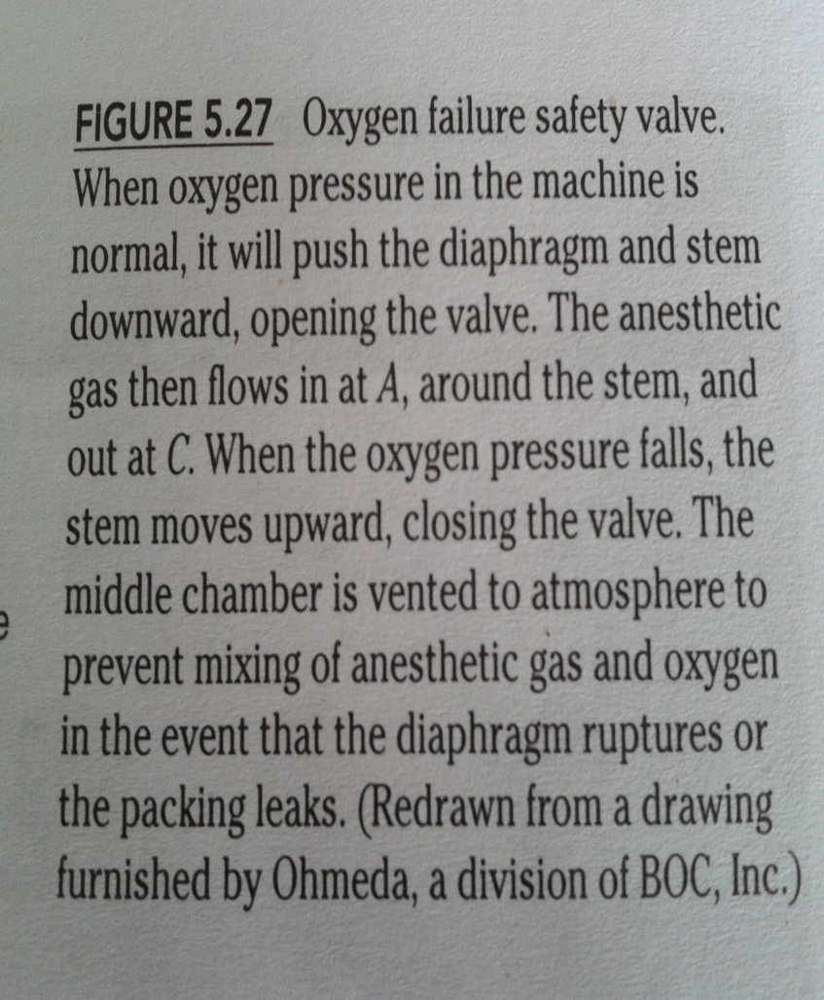 FIGURE 5.27 Oxygen failure safety valve.
When oxygen pressure in the machine is
normal, it will push the diaphragm and stem
downward, opening the valve. The anesthetic
gas then flows in at A, around the stem, and
out at C. When the oxygen pressure falls, the
stem moves upward, closing the valve. The
middle chamber is vented to atmosphere to
prevent mixing of anesthetic gas and oxygen
in the event that the diaphragm ruptures or
the packing leaks. (Redrawn from a drawing
furnished by Ohmeda, a division of BOC, Inc.)